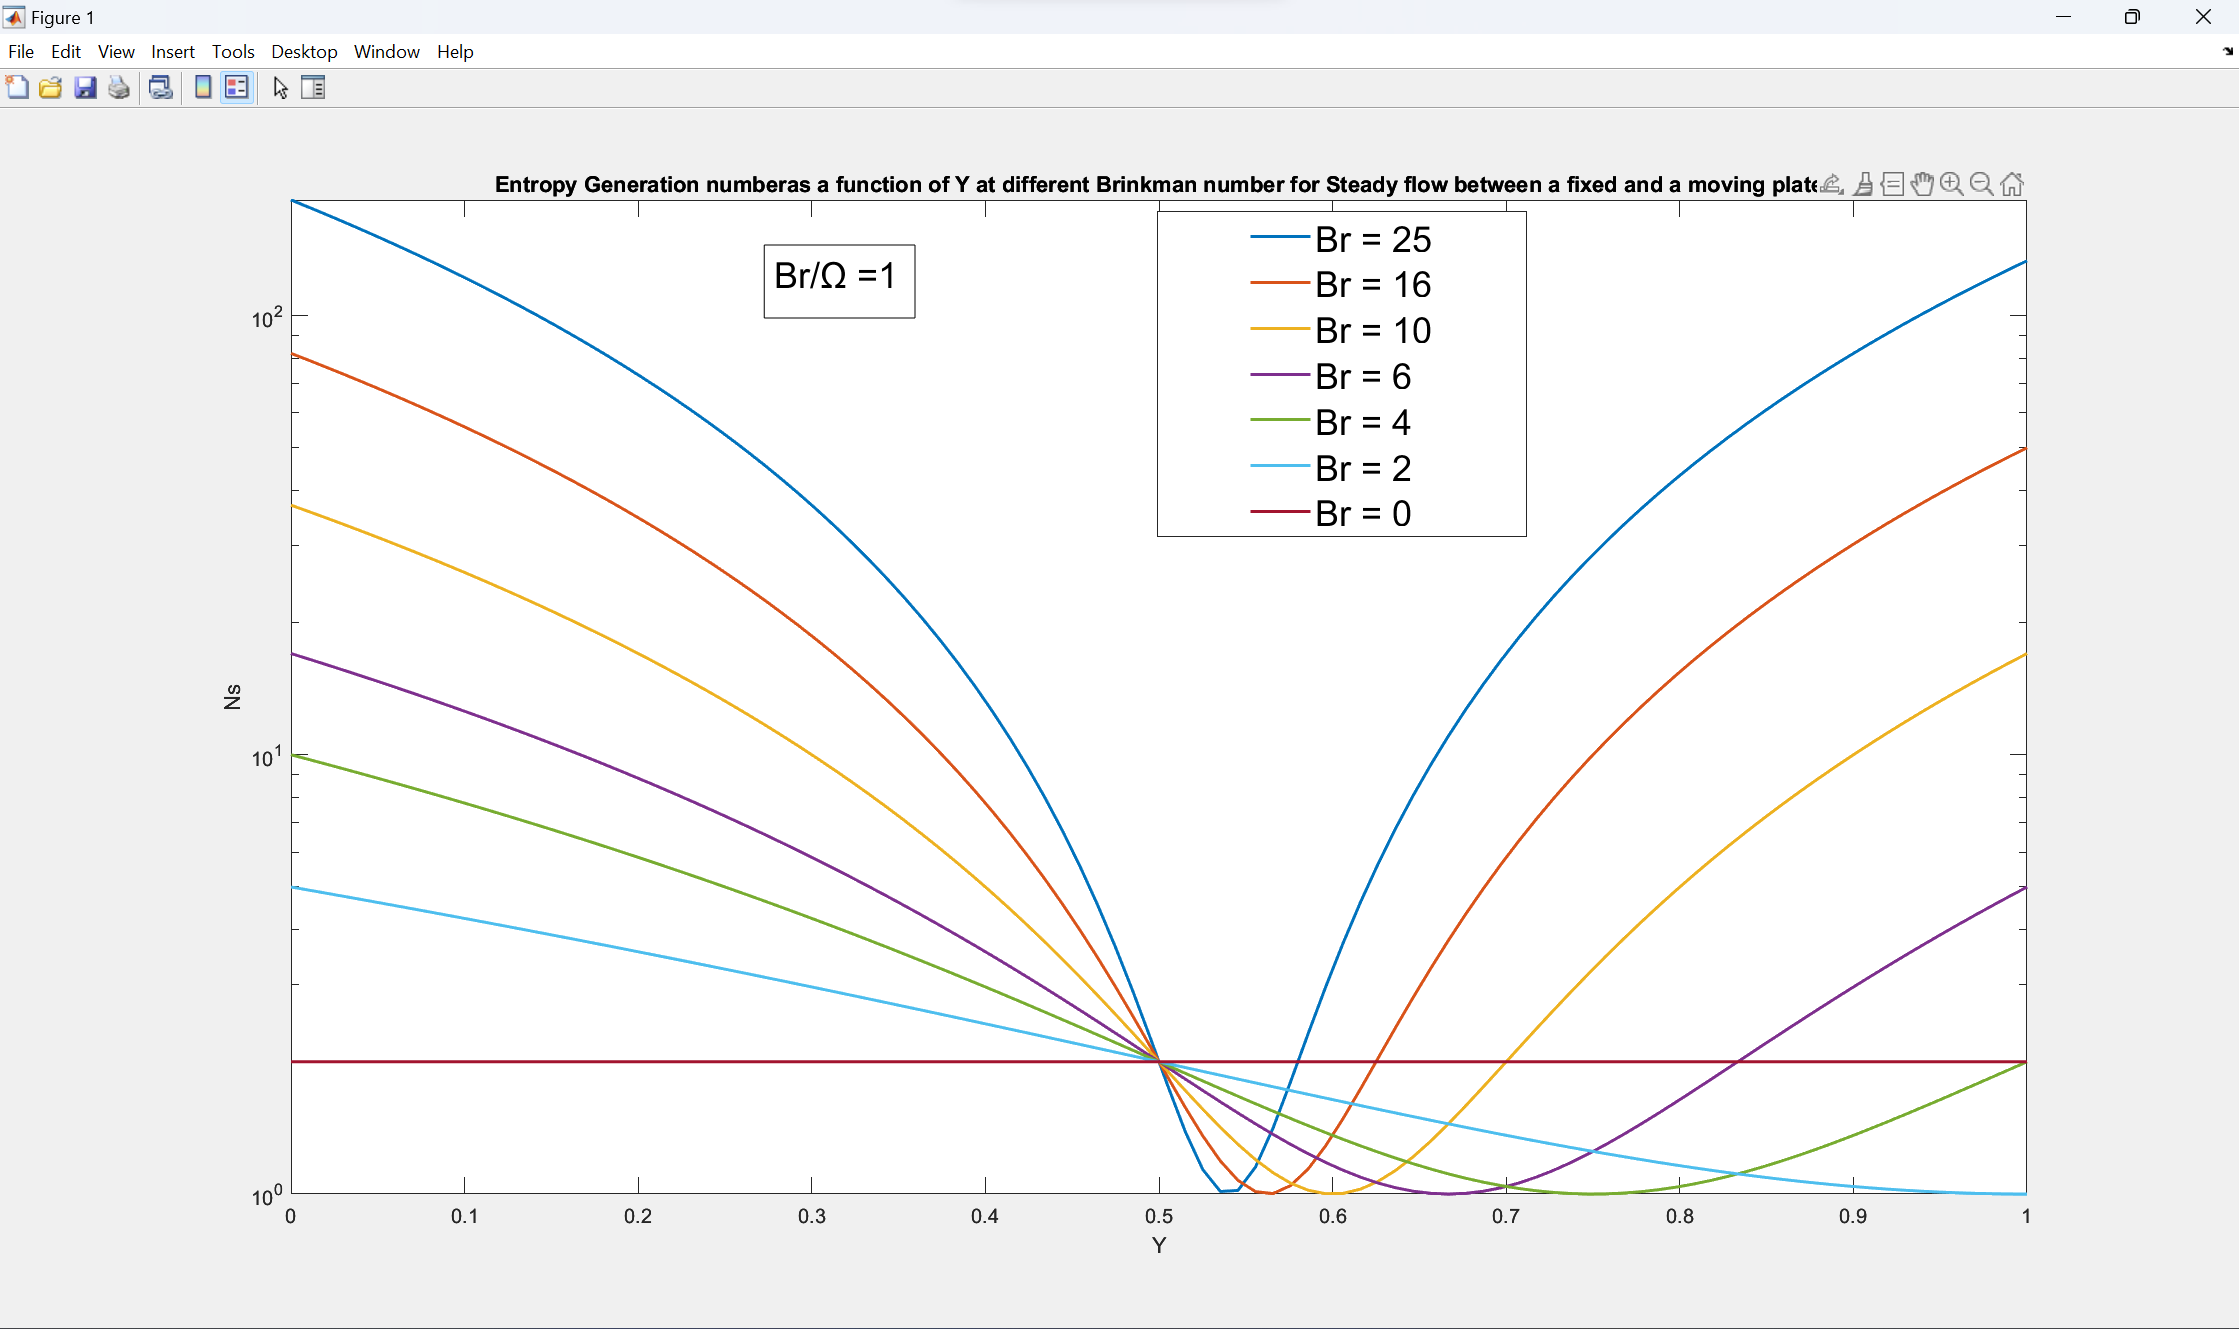 Figure 1
File Edit View Insert Tools Desktop Window Help
Entropy Generation numberas a function of Y at different Brinkman number for Steady flow between a fixed and a moving plate
Br/Ω =1
Br = 25
Br = 16
Br = 10
Br = 6
Br = 4
Br = 2
Br = 0
10²
10¹
10⁰
Ns
0 0.1 0.2 0.3 0.4 0.5 0.6 0.7 0.8 0.9 1
Y